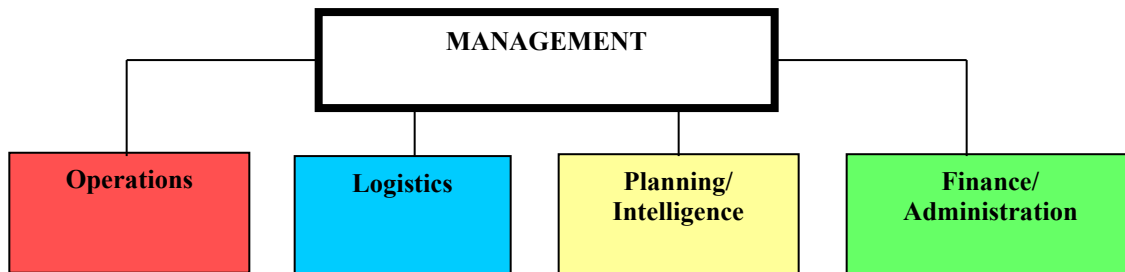 MANAGEMENT
Operations
Logistics
Planning/
Intelligence
Finance/
Administration